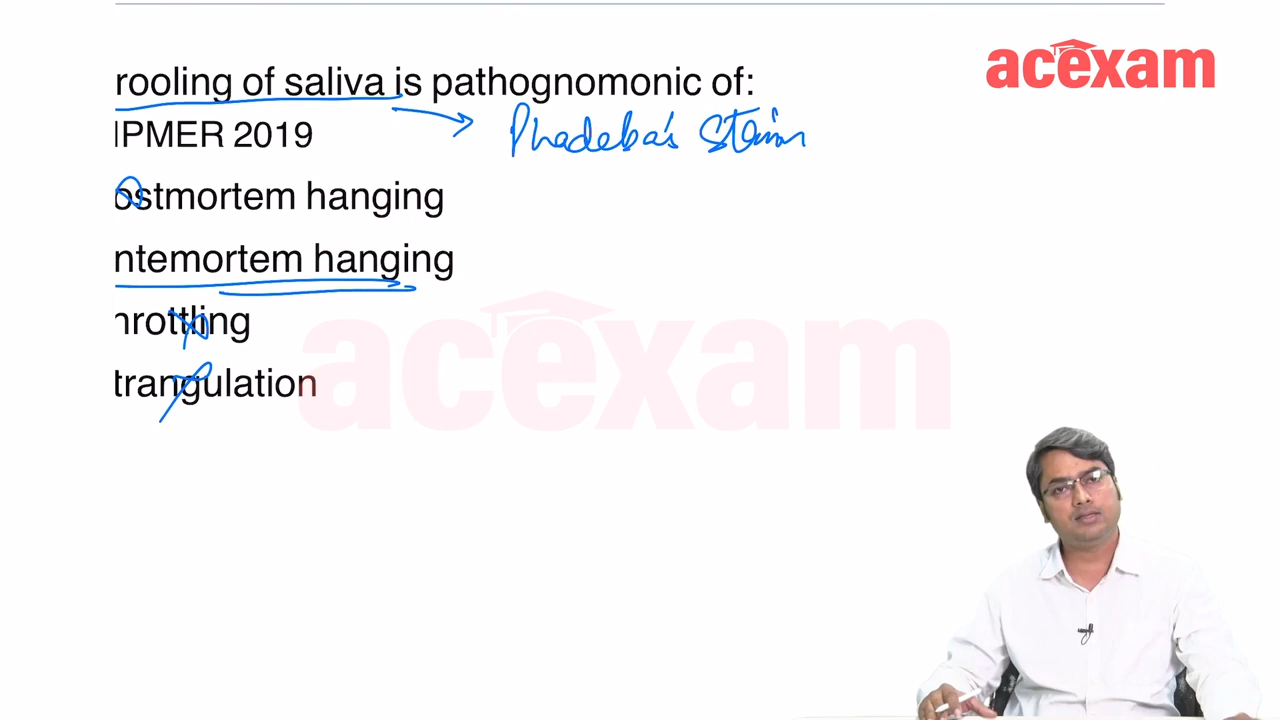 acexam
rooling of saliva is pathognomonic of:
IPMER 2019
Phadeba's Stain
ostmortem hanging
ntemortem hanging
hrottling
trangulation
acexam